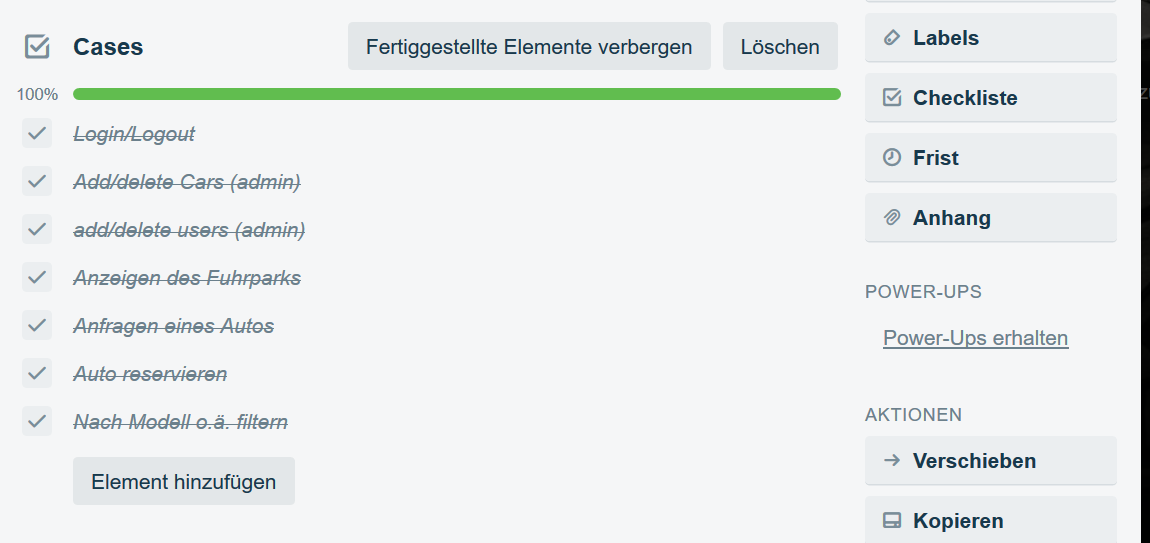 Cases
Fertiggestellte Elemente verbergen
Löschen
100%
Login/Logout
Add/delete Cars (admin)
add/delete users (admin)
Anzeigen des Fuhrparks
Anfragen eines Autos
Auto reservieren
Nach Modell o.ä. filtern
Element hinzufügen
Labels
Checkliste
Frist
Anhang
POWER-UPS
Power-Ups erhalten
AKTIONEN
Verschieben
Kopieren